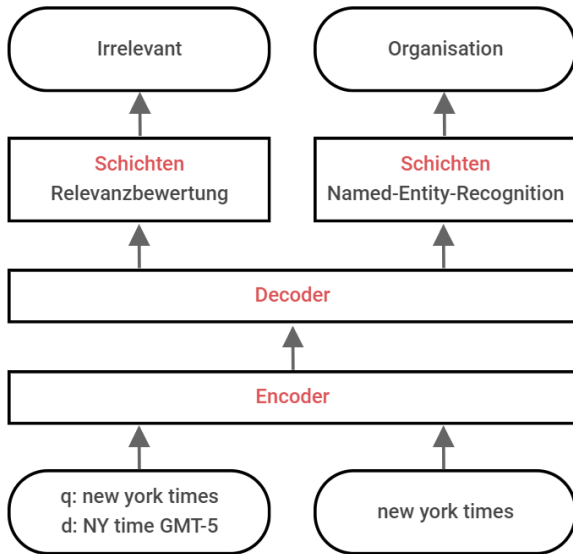 Irrelevant
Organisation
Schichten
Relevanzbewertung
Schichten
Named-Entity-Recognition
Decoder
Encoder
q: new york times
d: NY time GMT-5
new york times